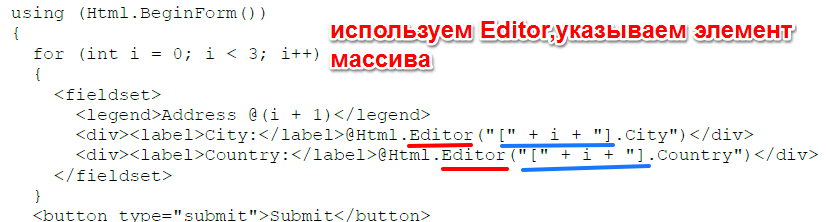 using (Html.BeginForm())
{
используем Editor,указываем элемент
массива
for (int i = 0; i < 3; i++)
{
<fieldset>
<legend>Address @(i + 1)</legend>
<div><label>City:</label>@Html.Editor("[" + i + "].City")</div>
<div><label>Country:</label>@Html.Editor("[" + i + "].Country")</div>
</fieldset>
}
<button type="submit">Submit</button>